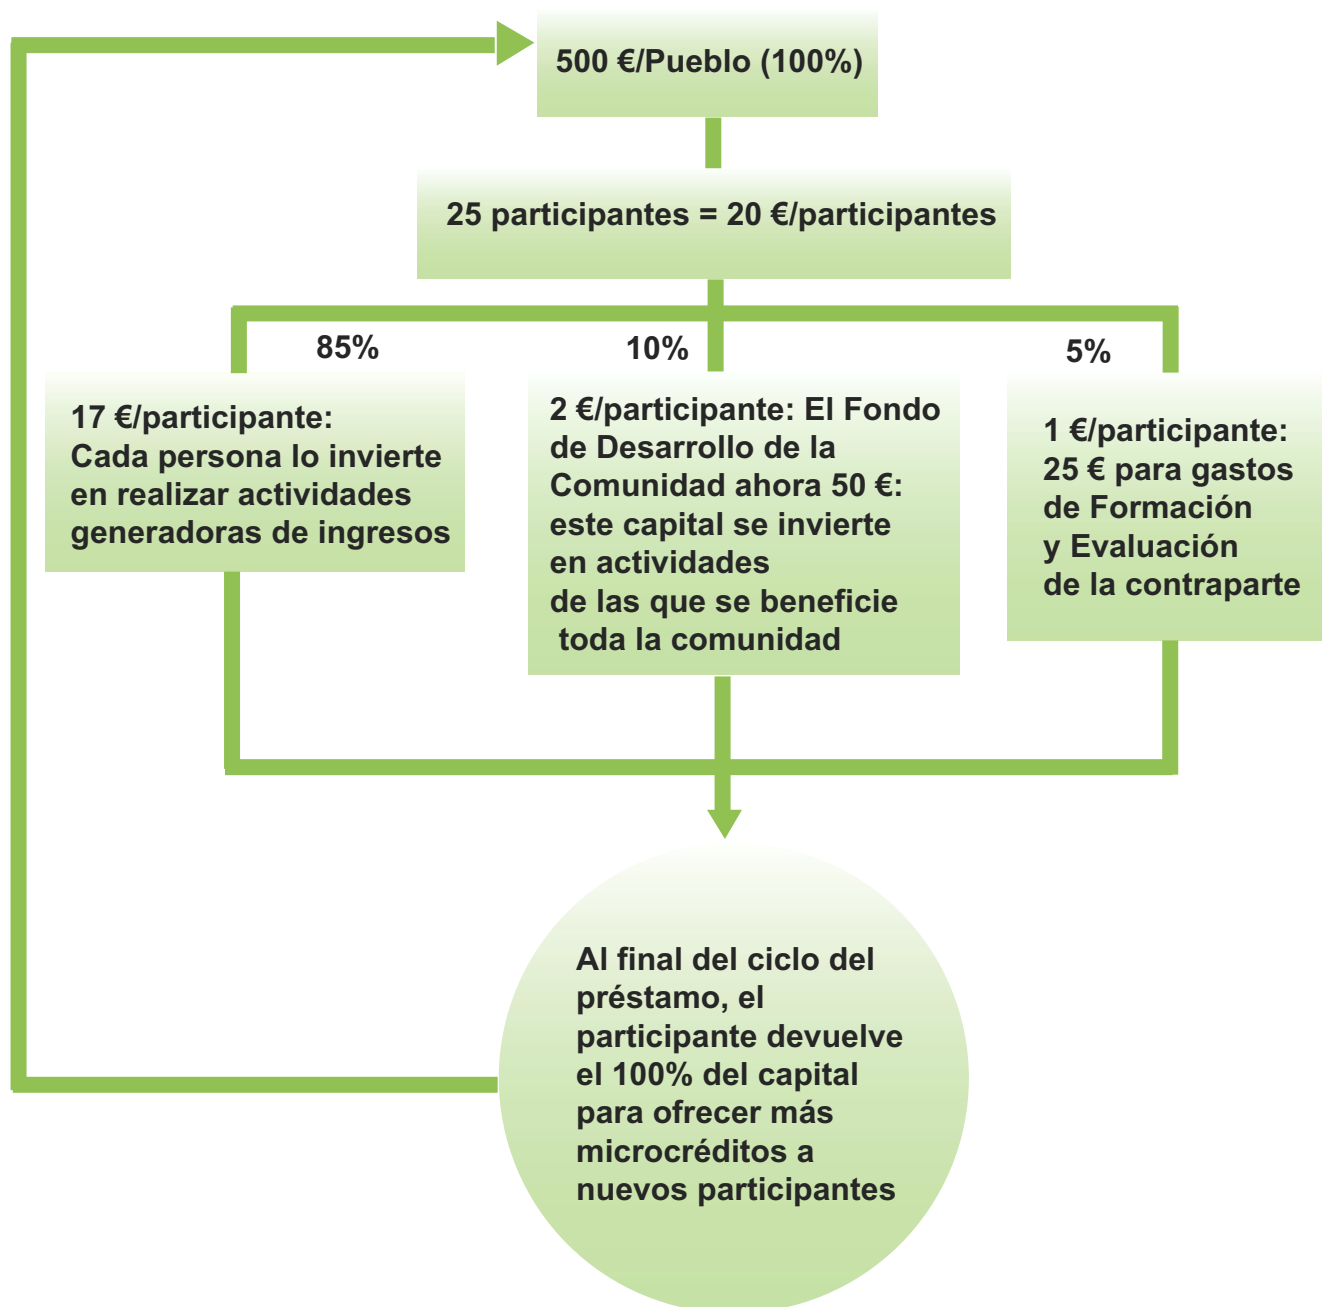 500 €/Pueblo (100%)
25 participantes = 20 €/participantes
85%
10%
5%
17 €/participante:
Cada persona lo invierte
en realizar actividades
generadoras de ingresos
2 €/participante: El Fondo
de Desarrollo de la
Comunidad ahora 50 €:
este capital se invierte
en actividades
de las que se beneficie
toda la comunidad
1 €/participante:
25 € para gastos
de Formación
y Evaluación
de la contraparte
Al final del ciclo del
préstamo, el
participante devuelve
el 100% del capital
para ofrecer más
microcréditos a
nuevos participantes